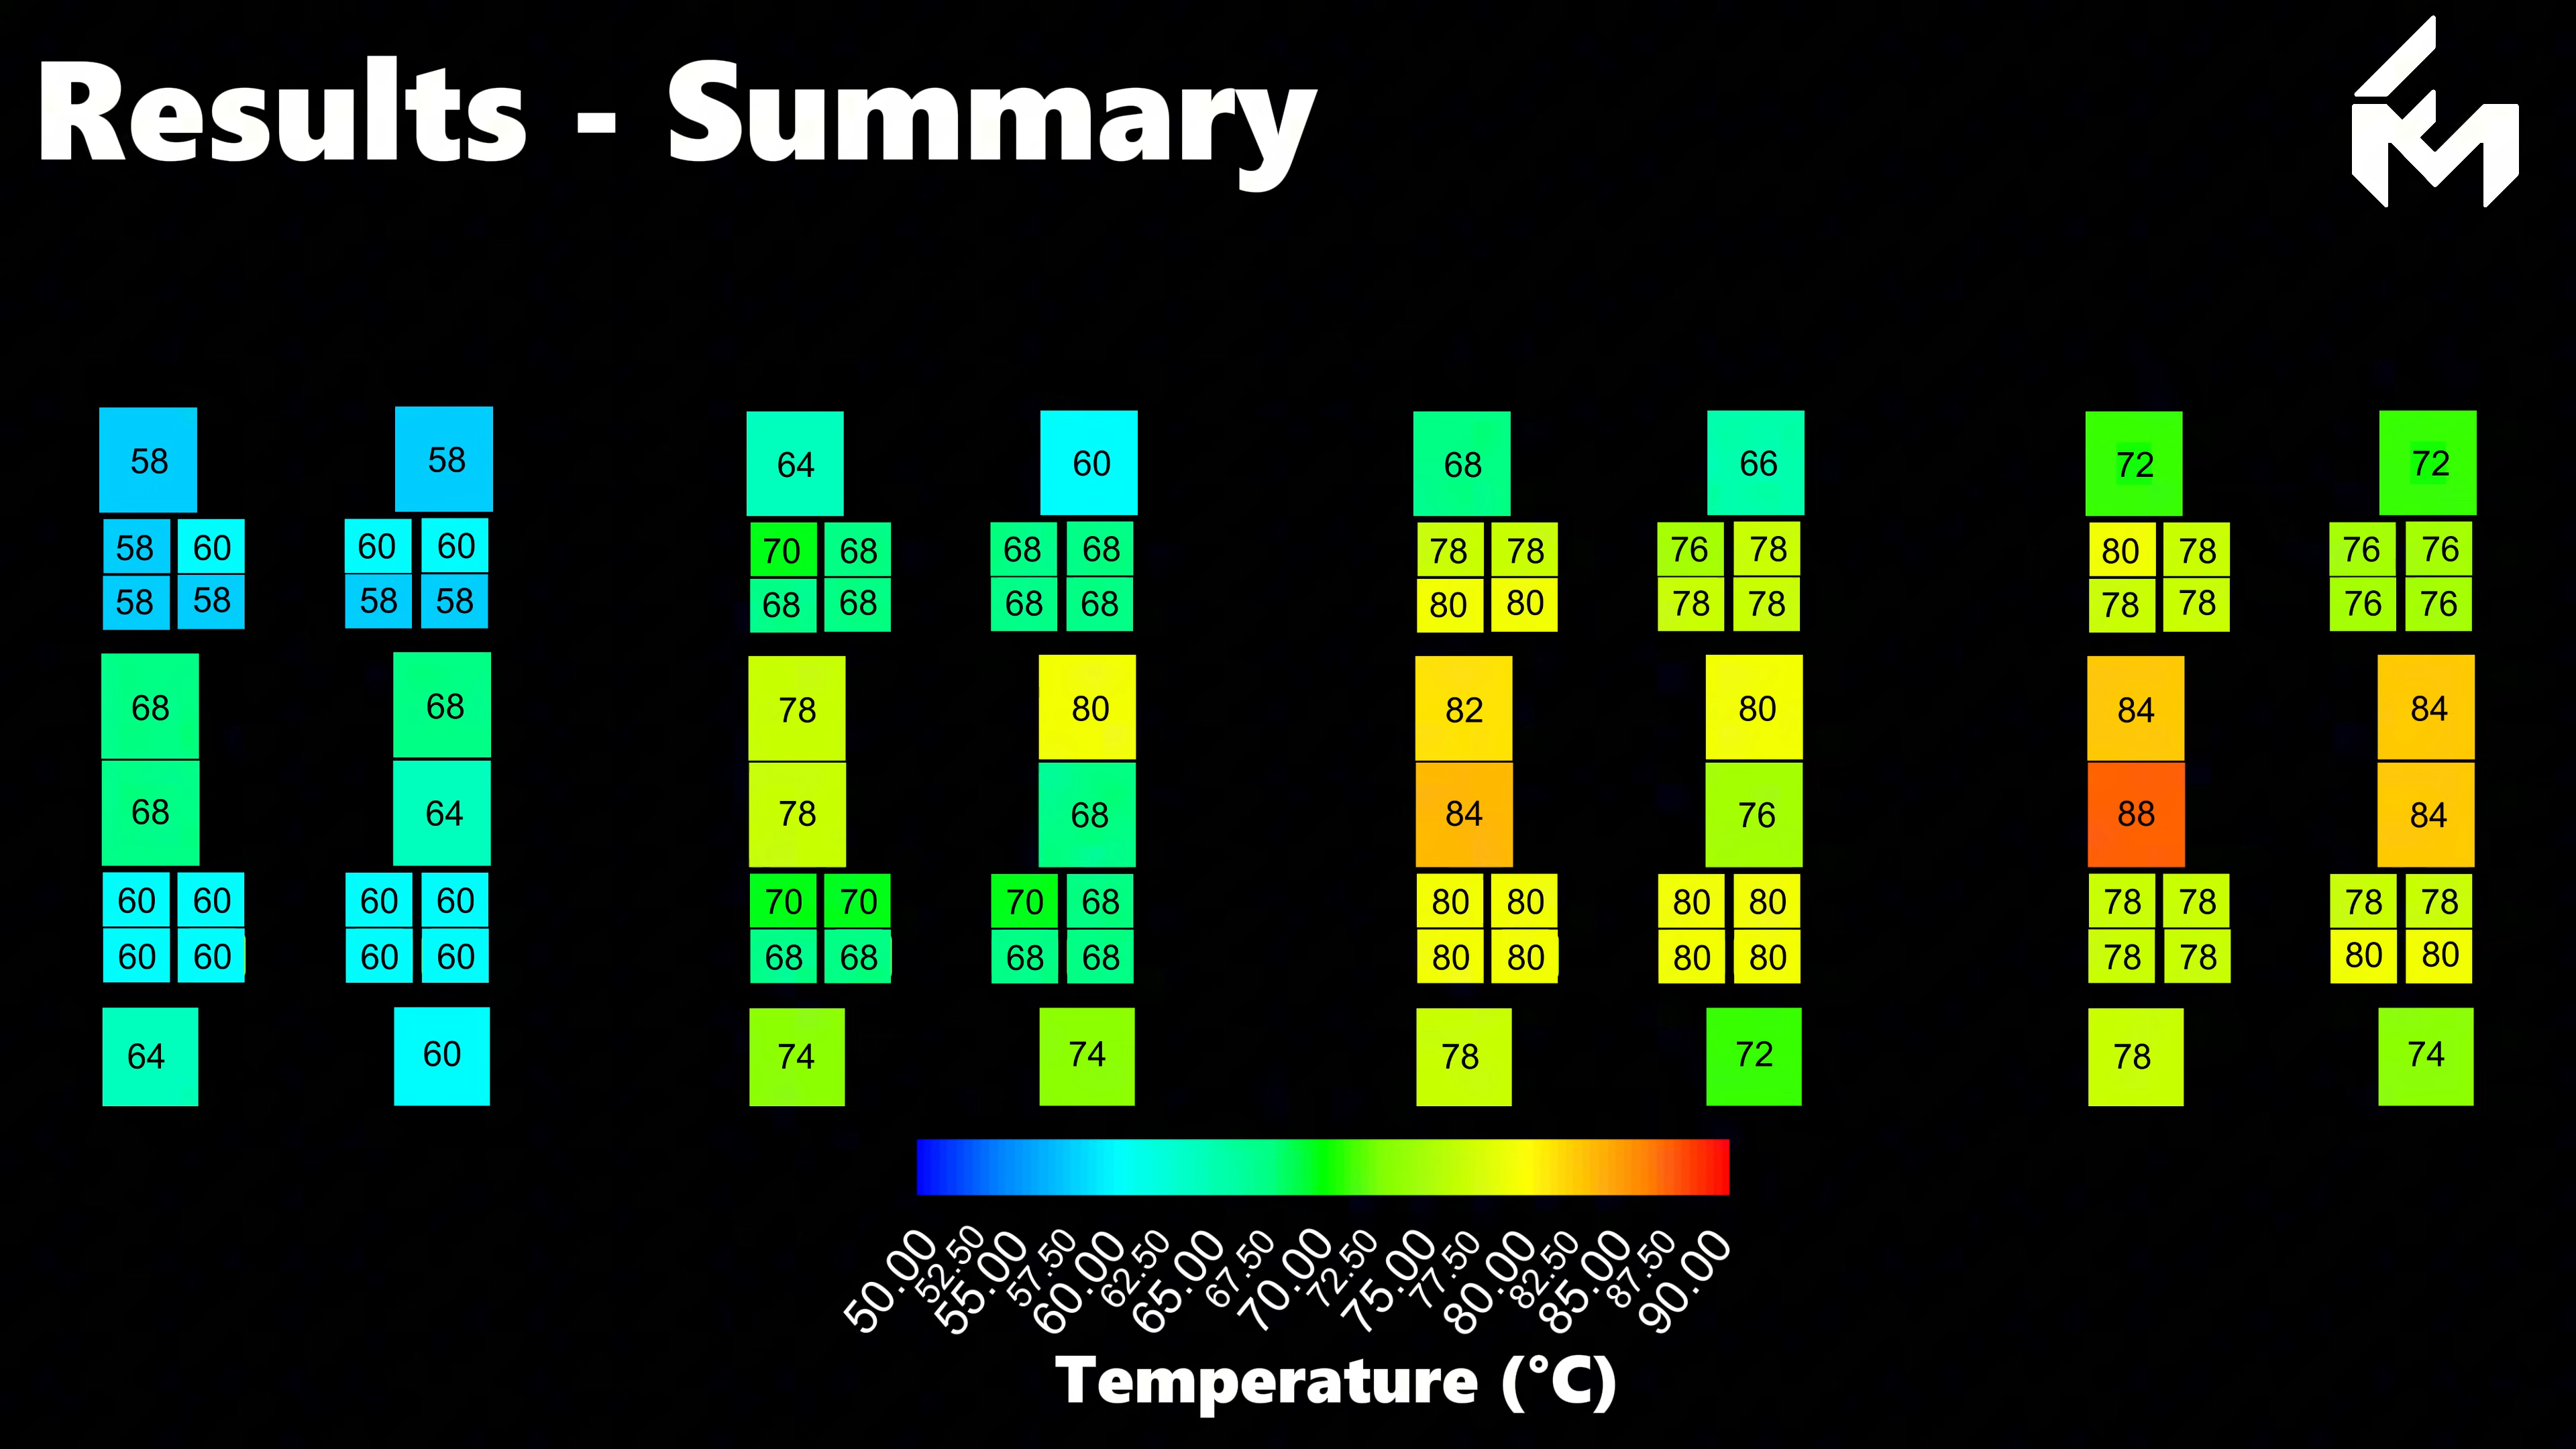 Results - Summary
58 58 64 60 68 66 72 72
58 60 60 60 70 68 68 68 78 78 76 78 80 78 76 76
58 58 58 58 68 68 68 68 80 80 78 78 78 78 76 76
68 68 78 80 82 80 84 84
68 64 78 68 84 76 88 84
60 60 60 60 70 70 70 68 80 80 80 80 78 78 78 78
60 60 60 60 68 68 68 68 80 80 80 80 78 78 80 80
64 60 74 74 78 72 78 74
50.00 52.50 55.00 57.50 60.00 62.50 65.00 67.50 70.00 72.50 75.00 77.50 80.00 82.50 85.00 87.50 90.00
Temperature (°C)